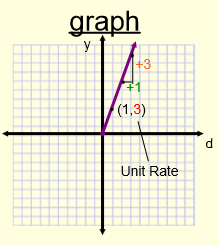 graph
y
+3
+1
(1,3)
d
Unit Rate